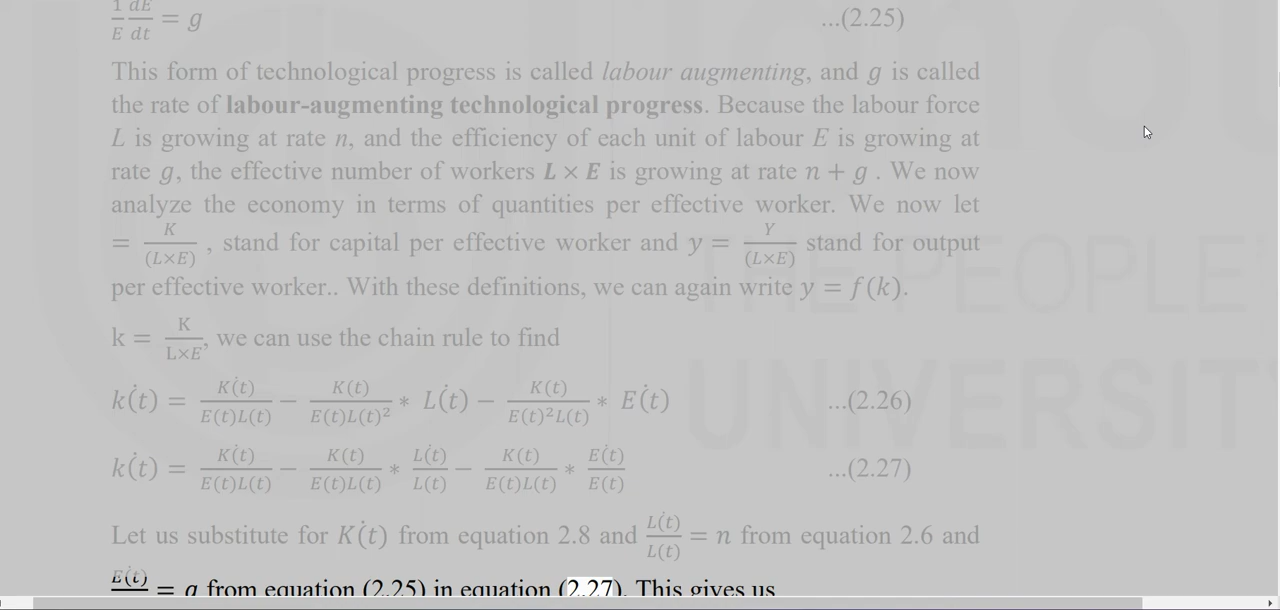 1/E dE/dt = g ...(2.25)
This form of technological progress is called labour augmenting, and g is called
the rate of labour-augmenting technological progress. Because the labour force
L is growing at rate n, and the efficiency of each unit of labour E is growing at
rate g, the effective number of workers L × E is growing at rate n + g . We now
analyze the economy in terms of quantities per effective worker. We now let
= K/(L×E) , stand for capital per effective worker and y = Y/(L×E) stand for output
per effective worker.. With these definitions, we can again write y = f(k).
k = K/L×E, we can use the chain rule to find
k̇(t) = K̇(t)/E(t)L(t) − K(t)/E(t)L(t)² * L̇(t) − K(t)/E(t)²L(t) * Ė(t) ...(2.26)
k̇(t) = K̇(t)/E(t)L(t) − K(t)/E(t)L(t) * L̇(t)/L(t) − K(t)/E(t)L(t) * Ė(t)/E(t) ...(2.27)
Let us substitute for K̇(t) from equation 2.8 and L̇(t)/L(t) = n from equation 2.6 and
Ė(t) = g from equation (2.25) in equation (2.27). This gives us
THE PEOPLE'
UNIVERSITY